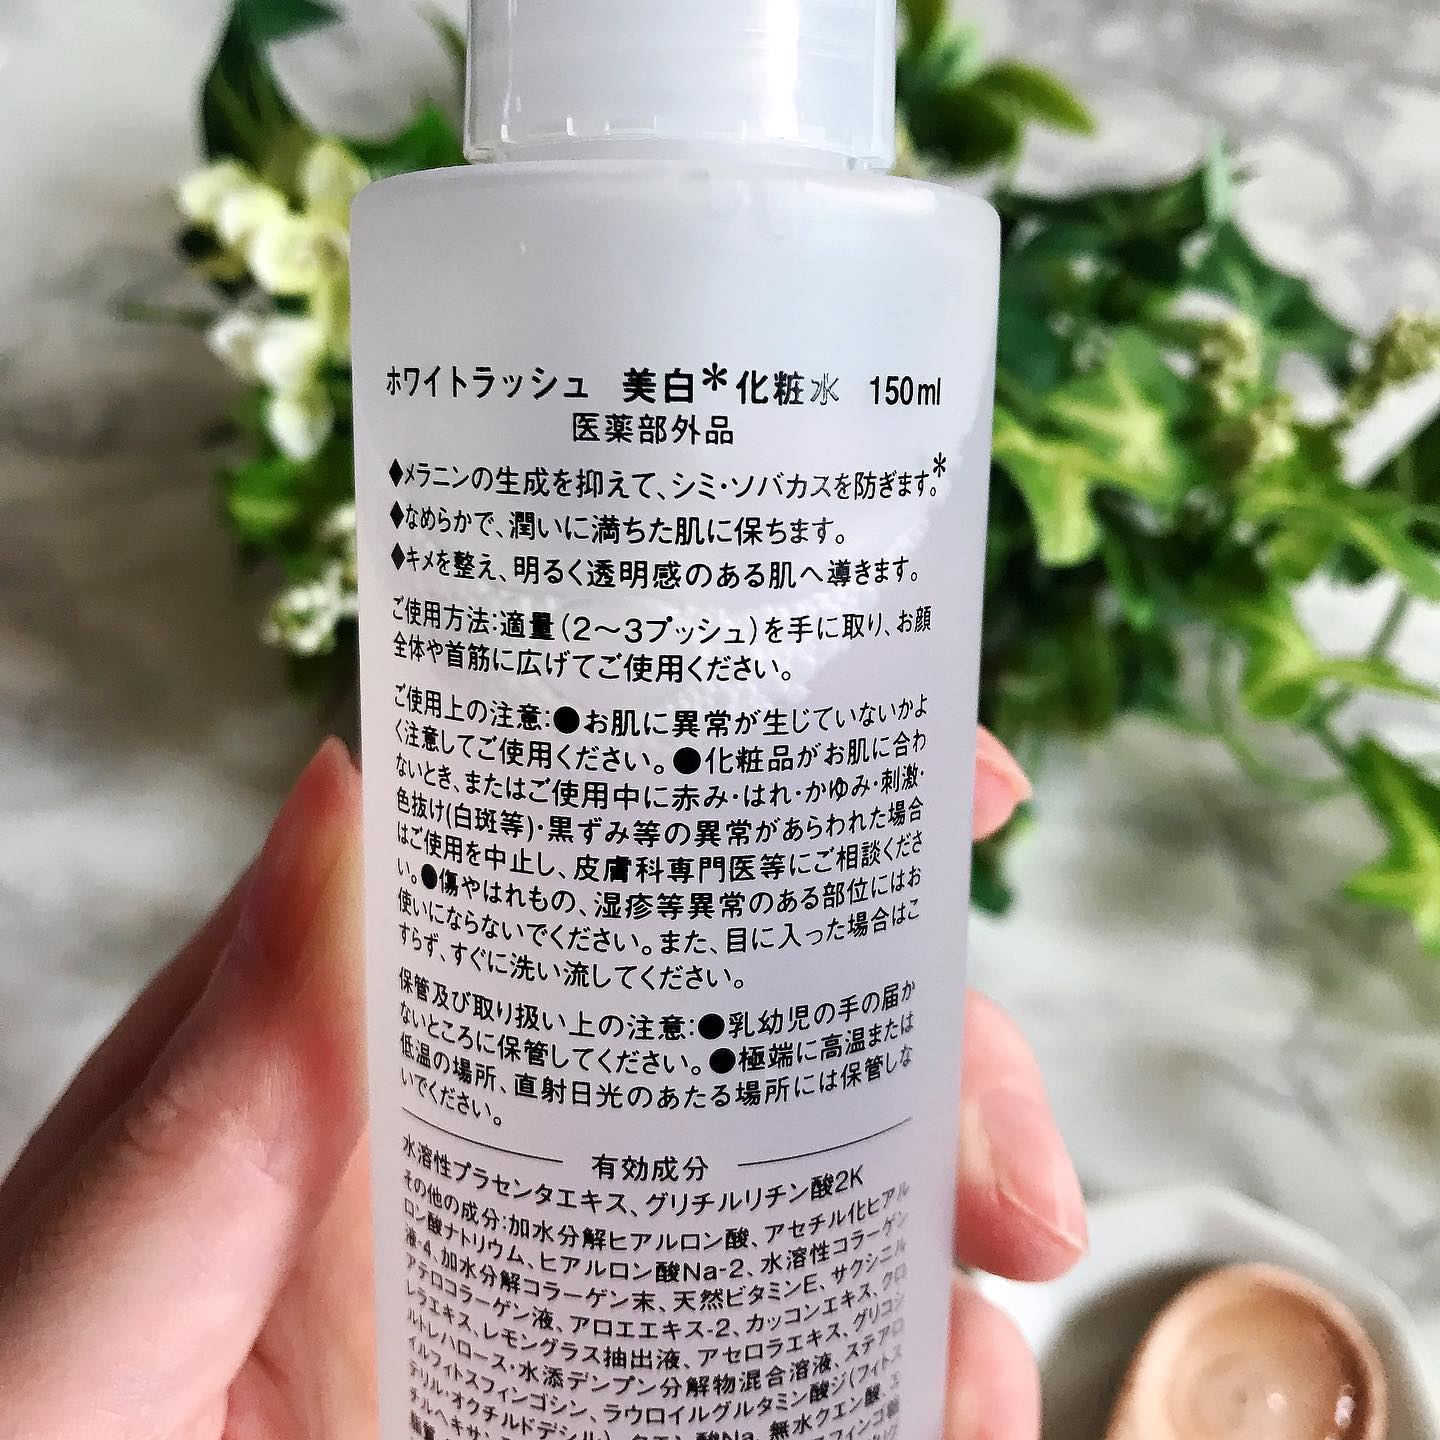 ホワイトラッシュ 美白*化粧水 150ml
医薬部外品
♦メラニンの生成を抑えて、シミ・ソバカスを防ぎます。*
♦なめらかで、潤いに満ちた肌に保ちます。
♦キメを整え、明るく透明感のある肌へ導きます。
ご使用方法:適量(2〜3プッシュ)を手に取り、お顔
全体や首筋に広げてご使用ください。
ご使用上の注意:●お肌に異常が生じていないかよ
く注意してご使用ください。●化粧品がお肌に合わ
ないとき、またはご使用中に赤み・はれ・かゆみ・刺激・
色抜け(白斑等)・黒ずみ等の異常があらわれた場合
はご使用を中止し、皮膚科専門医等にご相談くださ
い。●傷やはれもの、湿疹等異常のある部位にはお
使いにならないでください。また、目に入った場合はこ
すらず、すぐに洗い流してください。
保管及び取り扱い上の注意:●乳幼児の手の届か
ないところに保管してください。●極端に高温または
低温の場所、直射日光のあたる場所には保管しな
いでください。
有効成分
水溶性プラセンタエキス、グリチルリチン酸2K
その他の成分:加水分解ヒアルロン酸、アセチル化ヒアル
ロン酸ナトリウム、ヒアルロン酸Na-2、水溶性コラーゲン
液-4、加水分解コラーゲン末、天然ビタミンE、サクシニル
アテロコラーゲン液、アロエエキス-2、カッコンエキス、クロ
レラエキス、レモングラス抽出液、アセロラエキス、グリコシ
ルトレハロース・水添デンプン分解物混合溶液、ステアロ
イルフィトスフィンゴシン、ラウロイルグルタミン酸ジ(フィトス
テリル・オクチルドデシル)、クエン酸Na、無水クエン酸、エ
チルヘキサン